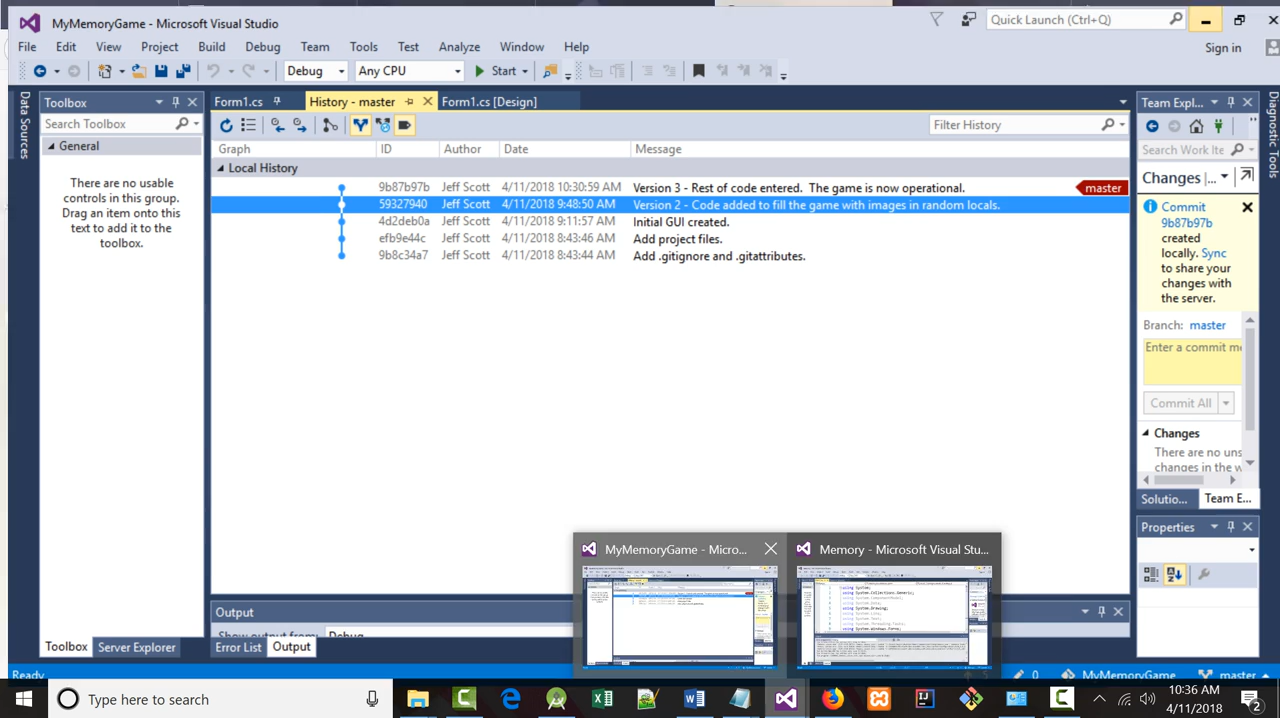 MyMemoryGame - Microsoft Visual Studio
Quick Launch (Ctrl+Q)
File Edit View Project Build Debug Team Tools Test Analyze Window Help
Sign in
Debug Any CPU Start
Data Sources
Toolbox
Search Toolbox
General
There are no usable
controls in this group.
Drag an item onto this
text to add it to the
toolbox.
Form1.cs History - master Form1.cs [Design]
Filter History
Graph ID Author Date Message
Local History
9b87b97b Jeff Scott 4/11/2018 10:30:59 AM Version 3 - Rest of code entered. The game is now operational. master
59327940 Jeff Scott 4/11/2018 9:48:50 AM Version 2 - Code added to fill the game with images in random locals.
4d2deb0a Jeff Scott 4/11/2018 9:11:57 AM Initial GUI created.
efb9e44c Jeff Scott 4/11/2018 8:43:46 AM Add project files.
9b8c34a7 Jeff Scott 4/11/2018 8:43:44 AM Add .gitignore and .gitattributes.
Team Expl...
Search Work Ite
Changes |...
Commit
9b87b97b
created
locally. Sync
to share your
changes with
the server.
Branch: master
Enter a commit me
Commit All
Changes
There are no uns
changes in the w
Solutio... Team E...
Properties
Diagnostic Tools
MyMemoryGame - Micro...
Memory - Microsoft Visual Stu...
Output
Show output from: Debug
Toolbox Server Explorer Error List Output
Ready
0 MyMemoryGame master
Type here to search
10:36 AM
4/11/2018
2